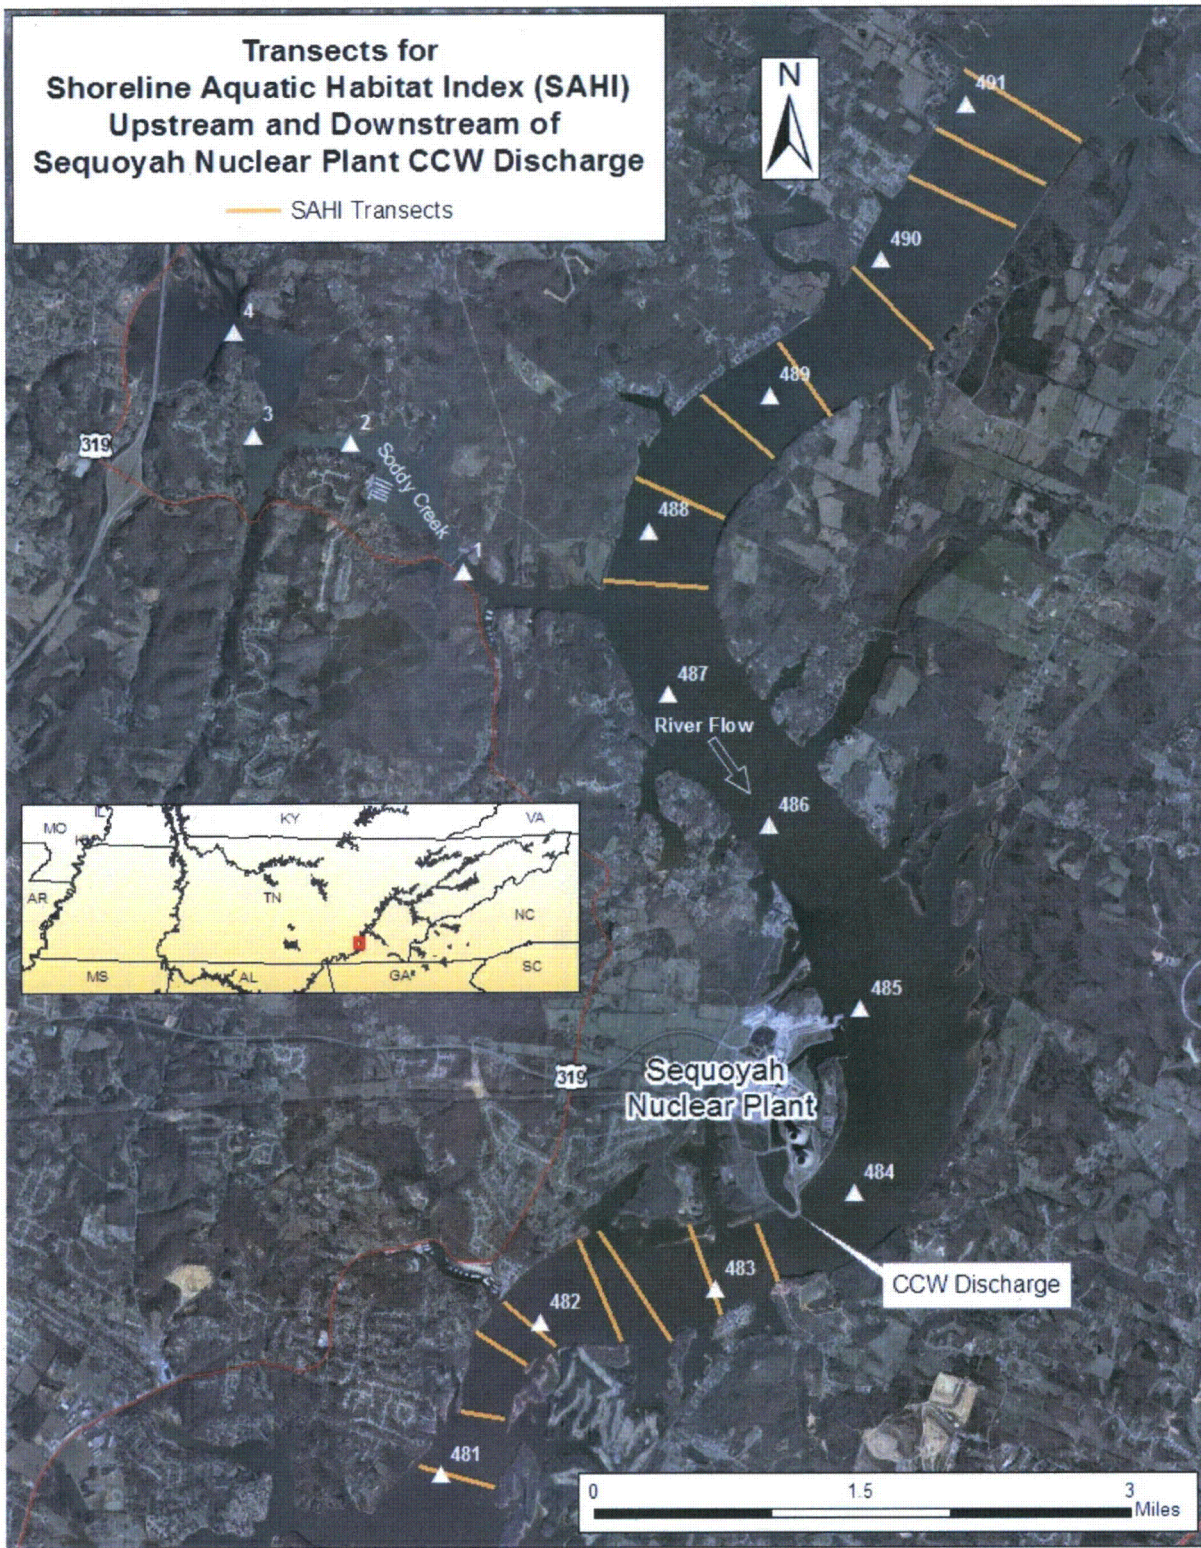 Transects for
Shoreline Aquatic Habitat Index (SAHI)
Upstream and Downstream of
Sequoyah Nuclear Plant CCW Discharge
SAHI Transects
N
491
490
489
488
487
River Flow
486
485
484
483
482
481
4
3
2
1
Soddy Creek
319
319
MO
IL
KY
VA
AR
TN
NC
MS
AL
GA
SC
Sequoyah
Nuclear Plant
CCW Discharge
0
1.5
3
Miles